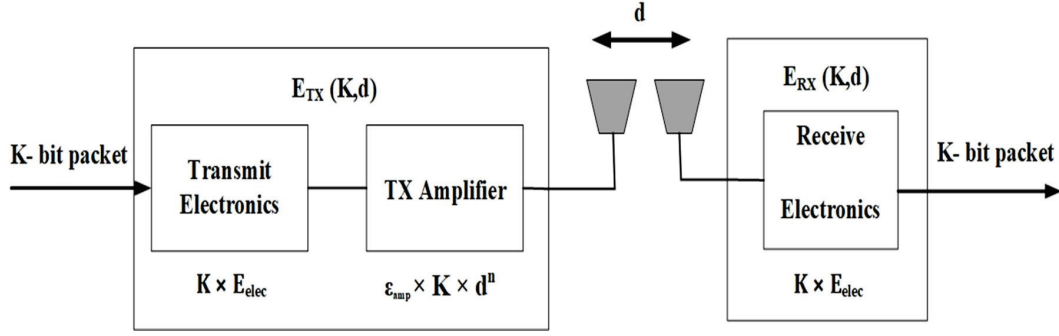 d
E_TX (K,d)
E_RX (K,d)
K- bit packet
Transmit
Electronics
TX Amplifier
Receive
Electronics
K- bit packet
K × E_elec
ε_amp × K × d^n
K × E_elec